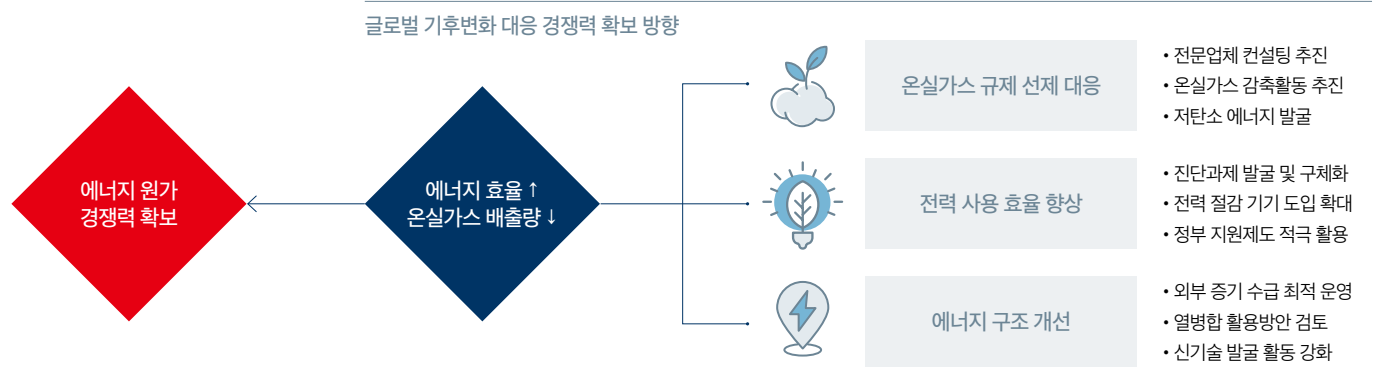 글로벌 기후변화 대응 경쟁력 확보 방향
에너지 원가
경쟁력 확보
에너지 효율 ↑
온실가스 배출량 ↓
온실가스 규제 선제 대응
• 전문업체 컨설팅 추진
• 온실가스 감축활동 추진
• 저탄소 에너지 발굴
전력 사용 효율 향상
• 진단과제 발굴 및 구체화
• 전력 절감 기기 도입 확대
• 정부 지원제도 적극 활용
에너지 구조 개선
• 외부 증기 수급 최적 운영
• 열병합 활용방안 검토
• 신기술 발굴 활동 강화